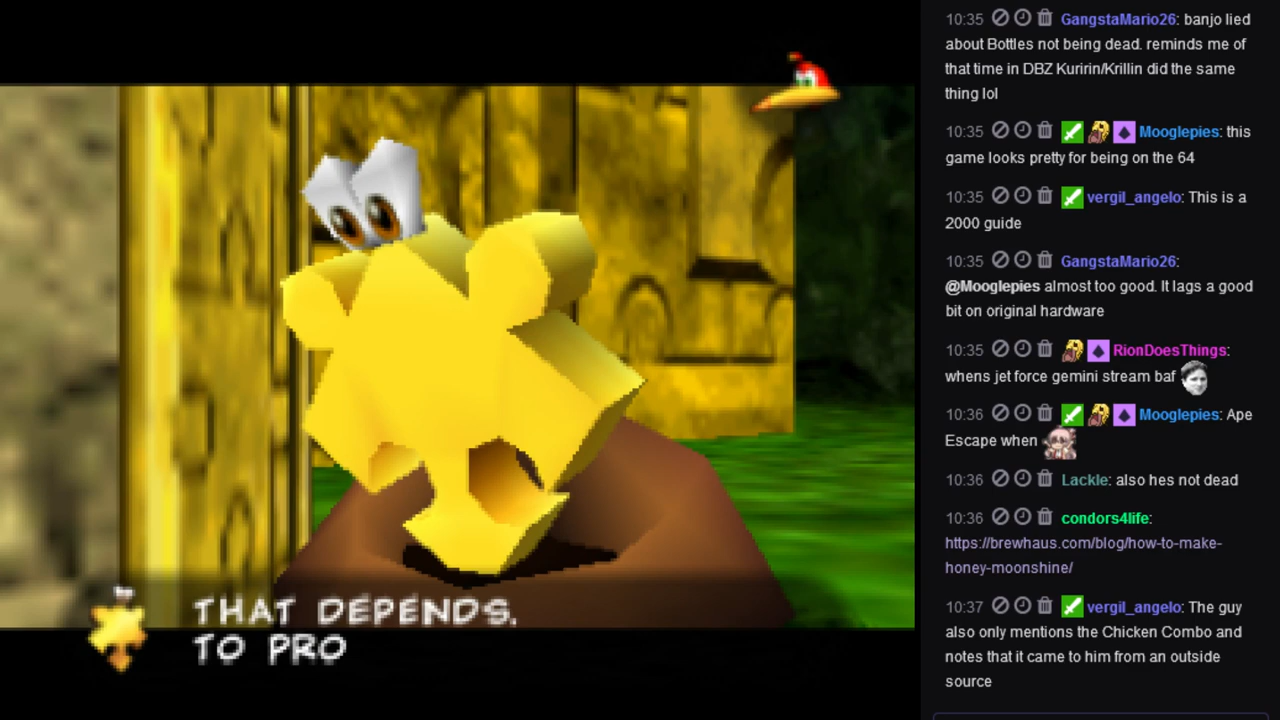 THAT DEPENDS.
TO PRO
10:35 GangstaMario26: banjo lied
about Bottles not being dead. reminds me of
that time in DBZ Kuririn/Krillin did the same
thing lol
10:35 Mooglepies: this
game looks pretty for being on the 64
10:35 vergil_angelo: This is a
2000 guide
10:35 GangstaMario26:
@Mooglepies almost too good. It lags a good
bit on original hardware
10:35 RionDoesThings:
whens jet force gemini stream baf
10:36 Mooglepies: Ape
Escape when
10:36 Lackle: also hes not dead
10:36 condors4life:
https://brewhaus.com/blog/how-to-make-
honey-moonshine/
10:37 vergil_angelo: The guy
also only mentions the Chicken Combo and
notes that it came to him from an outside
source